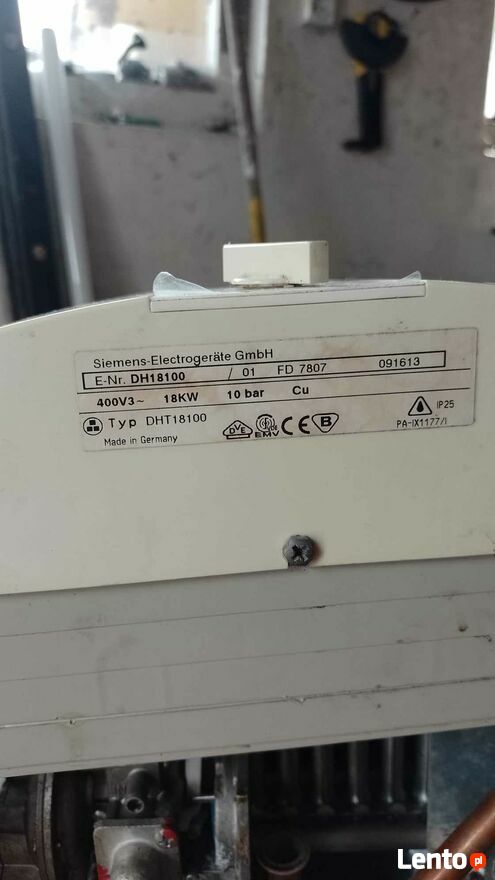 Siemens-Electrogeräte GmbH
E-Nr. DH18100 / 01 FD 7807 091613
400V3~ 18KW 10 bar Cu
Typ DHT18100
Made in Germany
DVE
EMV
CE
B
IP25
PA-IX1177/I
Lento.pl